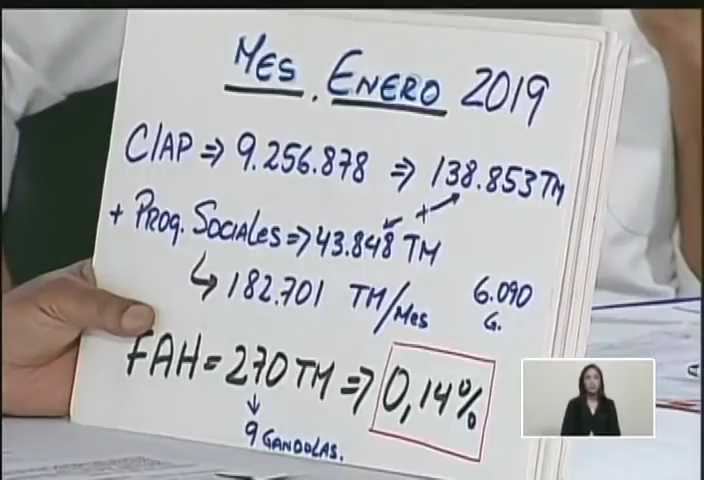 MES. ENERO 2019
CLAP ⇒ 9.256.878 ⇒ 138.853 TM
+
+ PROG. SOCIALES ⇒ 43.848 TM
↳ 182.701 TM/MES 6.090
G.
FAH = 270 TM ⇒ 0,14%
↓
9 GANDOLAS.